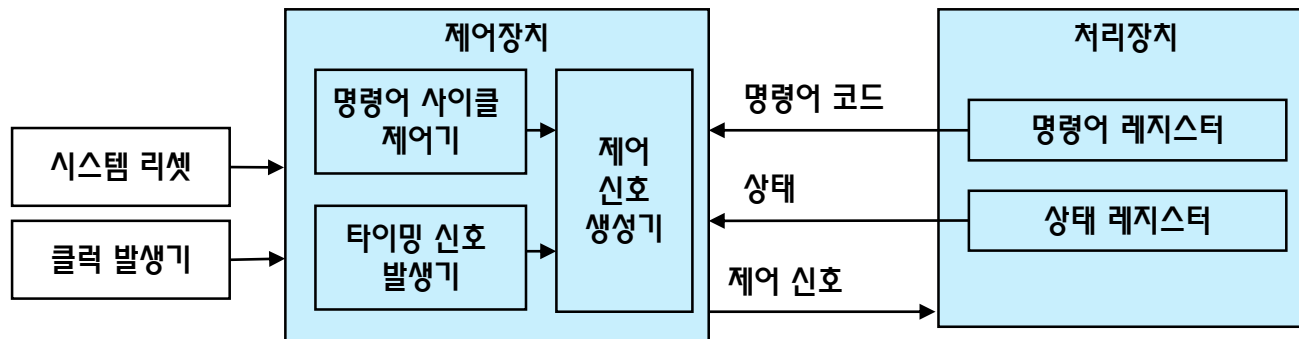 제어장치
처리장치
명령어 사이클
제어기
타이밍 신호
발생기
제어
신호
생성기
시스템 리셋
클럭 발생기
명령어 코드
상태
제어 신호
명령어 레지스터
상태 레지스터